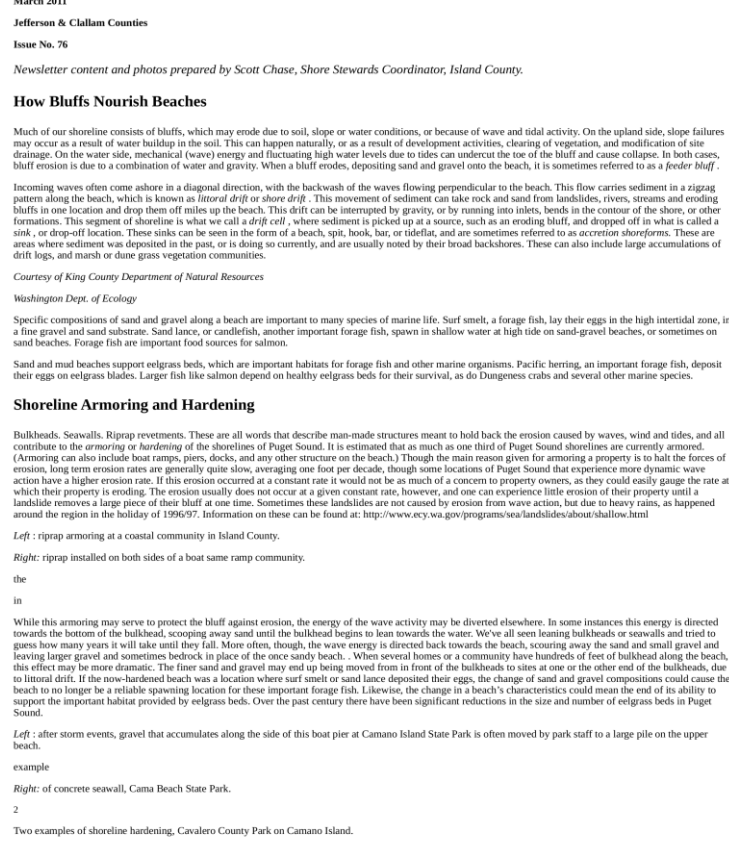 March 2011
Jefferson & Clallam Counties
Issue No. 76
Newsletter content and photos prepared by Scott Chase, Shore Stewards Coordinator, Island County.
How Bluffs Nourish Beaches
Much of our shoreline consists of bluffs, which may erode due to soil, slope or water conditions, or because of wave and tidal activity. On the upland side, slope failures
may occur as a result of water buildup in the soil. This can happen naturally, or as a result of development activities, clearing of vegetation, and modification of site
drainage. On the water side, mechanical (wave) energy and fluctuating high water levels due to tides can undercut the toe of the bluff and cause collapse. In both cases,
bluff erosion is due to a combination of water and gravity. When a bluff erodes, depositing sand and gravel onto the beach, it is sometimes referred to as a feeder bluff .
Incoming waves often come ashore in a diagonal direction, with the backwash of the waves flowing perpendicular to the beach. This flow carries sediment in a zigzag
pattern along the beach, which is known as littoral drift or shore drift . This movement of sediment can take rock and sand from landslides, rivers, streams and eroding
bluffs in one location and drop them off miles up the beach. This drift can be interrupted by gravity, or by running into inlets, bends in the contour of the shore, or other
formations. This segment of shoreline is what we call a drift cell , where sediment is picked up at a source, such as an eroding bluff, and dropped off in what is called a
sink , or drop-off location. These sinks can be seen in the form of a beach, spit, hook, bar, or tideflat, and are sometimes referred to as accretion shoreforms. These are
areas where sediment was deposited in the past, or is doing so currently, and are usually noted by their broad backshores. These can also include large accumulations of
drift logs, and marsh or dune grass vegetation communities.
Courtesy of King County Department of Natural Resources
Washington Dept. of Ecology
Specific compositions of sand and gravel along a beach are important to many species of marine life. Surf smelt, a forage fish, lay their eggs in the high intertidal zone, in
a fine gravel and sand substrate. Sand lance, or candlefish, another important forage fish, spawn in shallow water at high tide on sand-gravel beaches, or sometimes on
sand beaches. Forage fish are important food sources for salmon.
Sand and mud beaches support eelgrass beds, which are important habitats for forage fish and other marine organisms. Pacific herring, an important forage fish, deposit
their eggs on eelgrass blades. Larger fish like salmon depend on healthy eelgrass beds for their survival, as do Dungeness crabs and several other marine species.
Shoreline Armoring and Hardening
Bulkheads. Seawalls. Riprap revetments. These are all words that describe man-made structures meant to hold back the erosion caused by waves, wind and tides, and all
contribute to the armoring or hardening of the shorelines of Puget Sound. It is estimated that as much as one third of Puget Sound shorelines are currently armored.
(Armoring can also include boat ramps, piers, docks, and any other structure on the beach.) Though the main reason given for armoring a property is to halt the forces of
erosion, long term erosion rates are generally quite slow, averaging one foot per decade, though some locations of Puget Sound that experience more dynamic wave
action have a higher erosion rate. If this erosion occurred at a constant rate it would not be as much of a concern to property owners, as they could easily gauge the rate at
which their property is eroding. The erosion usually does not occur at a given constant rate, however, and one can experience little erosion of their property until a
landslide removes a large piece of their bluff at one time. Sometimes these landslides are not caused by erosion from wave action, but due to heavy rains, as happened
around the region in the holiday of 1996/97. Information on these can be found at: http://www.ecy.wa.gov/programs/sea/landslides/about/shallow.html
Left : riprap armoring at a coastal community in Island County.
Right: riprap installed on both sides of a boat same ramp community.
the
in
While this armoring may serve to protect the bluff against erosion, the energy of the wave activity may be diverted elsewhere. In some instances this energy is directed
towards the bottom of the bulkhead, scooping away sand until the bulkhead begins to lean towards the water. We've all seen leaning bulkheads or seawalls and tried to
guess how many years it will take until they fall. More often, though, the wave energy is directed back towards the beach, scouring away the sand and small gravel and
leaving larger gravel and sometimes bedrock in place of the once sandy beach. . When several homes or a community have hundreds of feet of bulkhead along the beach,
this effect may be more dramatic. The finer sand and gravel may end up being moved from in front of the bulkheads to sites at one or the other end of the bulkheads, due
to littoral drift. If the now-hardened beach was a location where surf smelt or sand lance deposited their eggs, the change of sand and gravel compositions could cause the
beach to no longer be a reliable spawning location for these important forage fish. Likewise, the change in a beach's characteristics could mean the end of its ability to
support the important habitat provided by eelgrass beds. Over the past century there have been significant reductions in the size and number of eelgrass beds in Puget
Sound.
Left : after storm events, gravel that accumulates along the side of this boat pier at Camano Island State Park is often moved by park staff to a large pile on the upper
beach.
example
Right: of concrete seawall, Cama Beach State Park.
2
Two examples of shoreline hardening, Cavalero County Park on Camano Island.